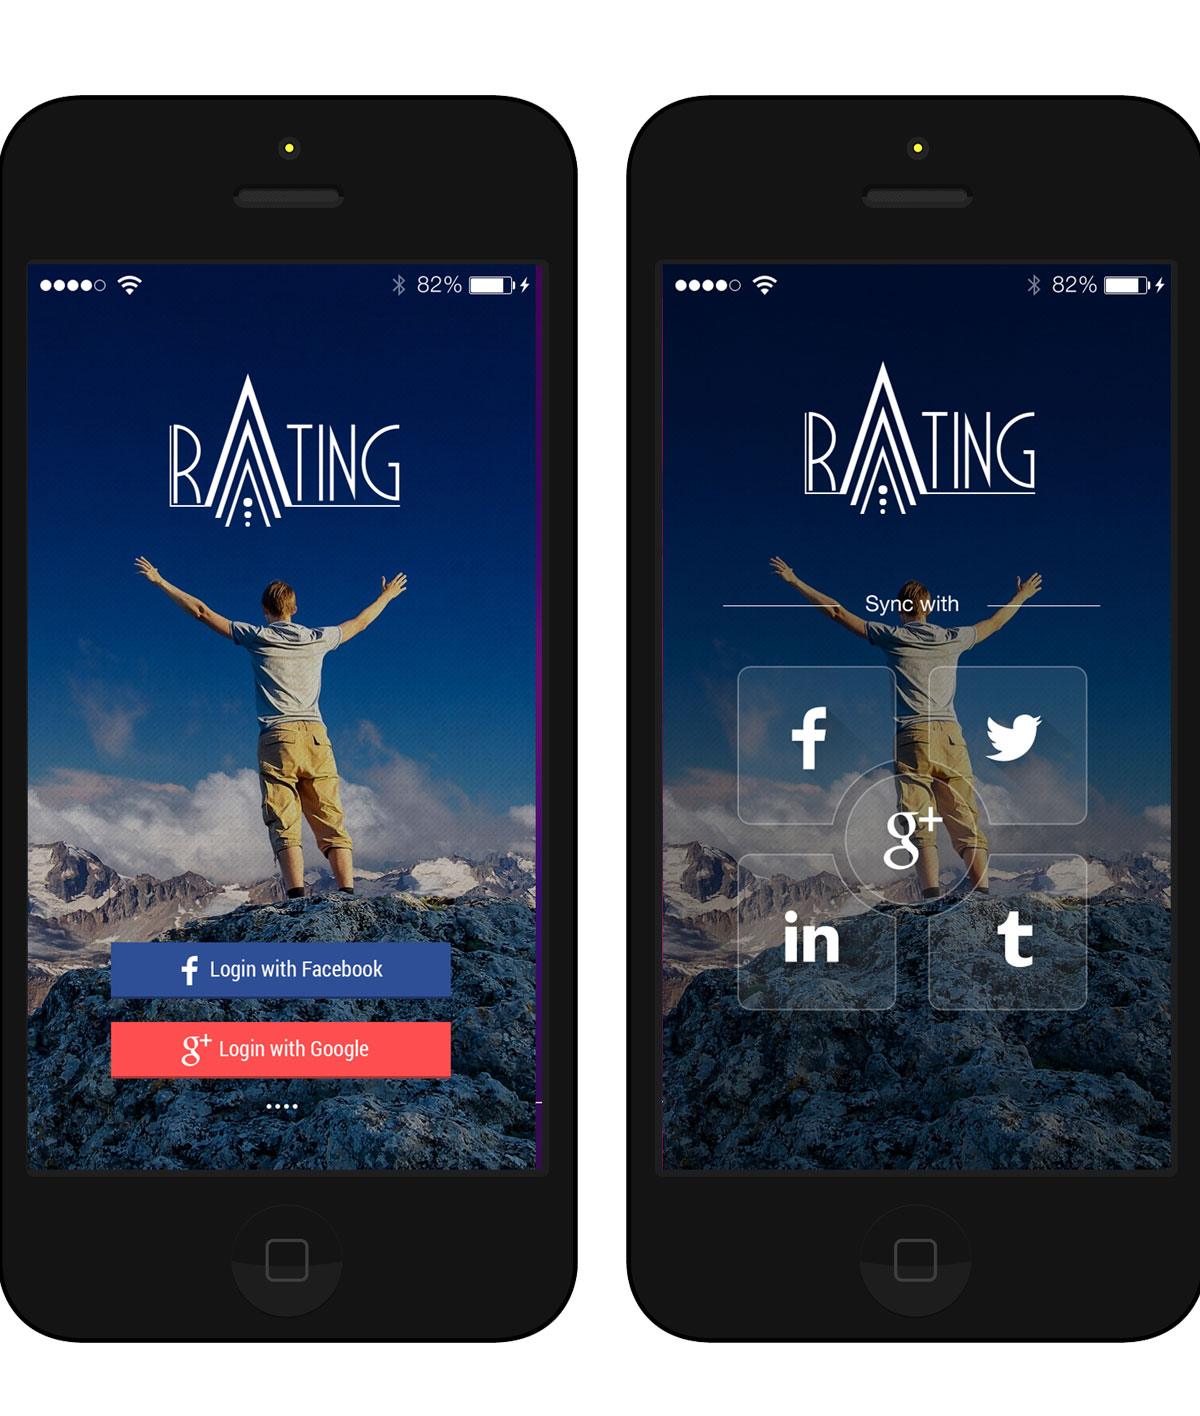 82%
RATING
Login with Facebook
g+ Login with Google
82%
RATING
Sync with
f
g+
in
t